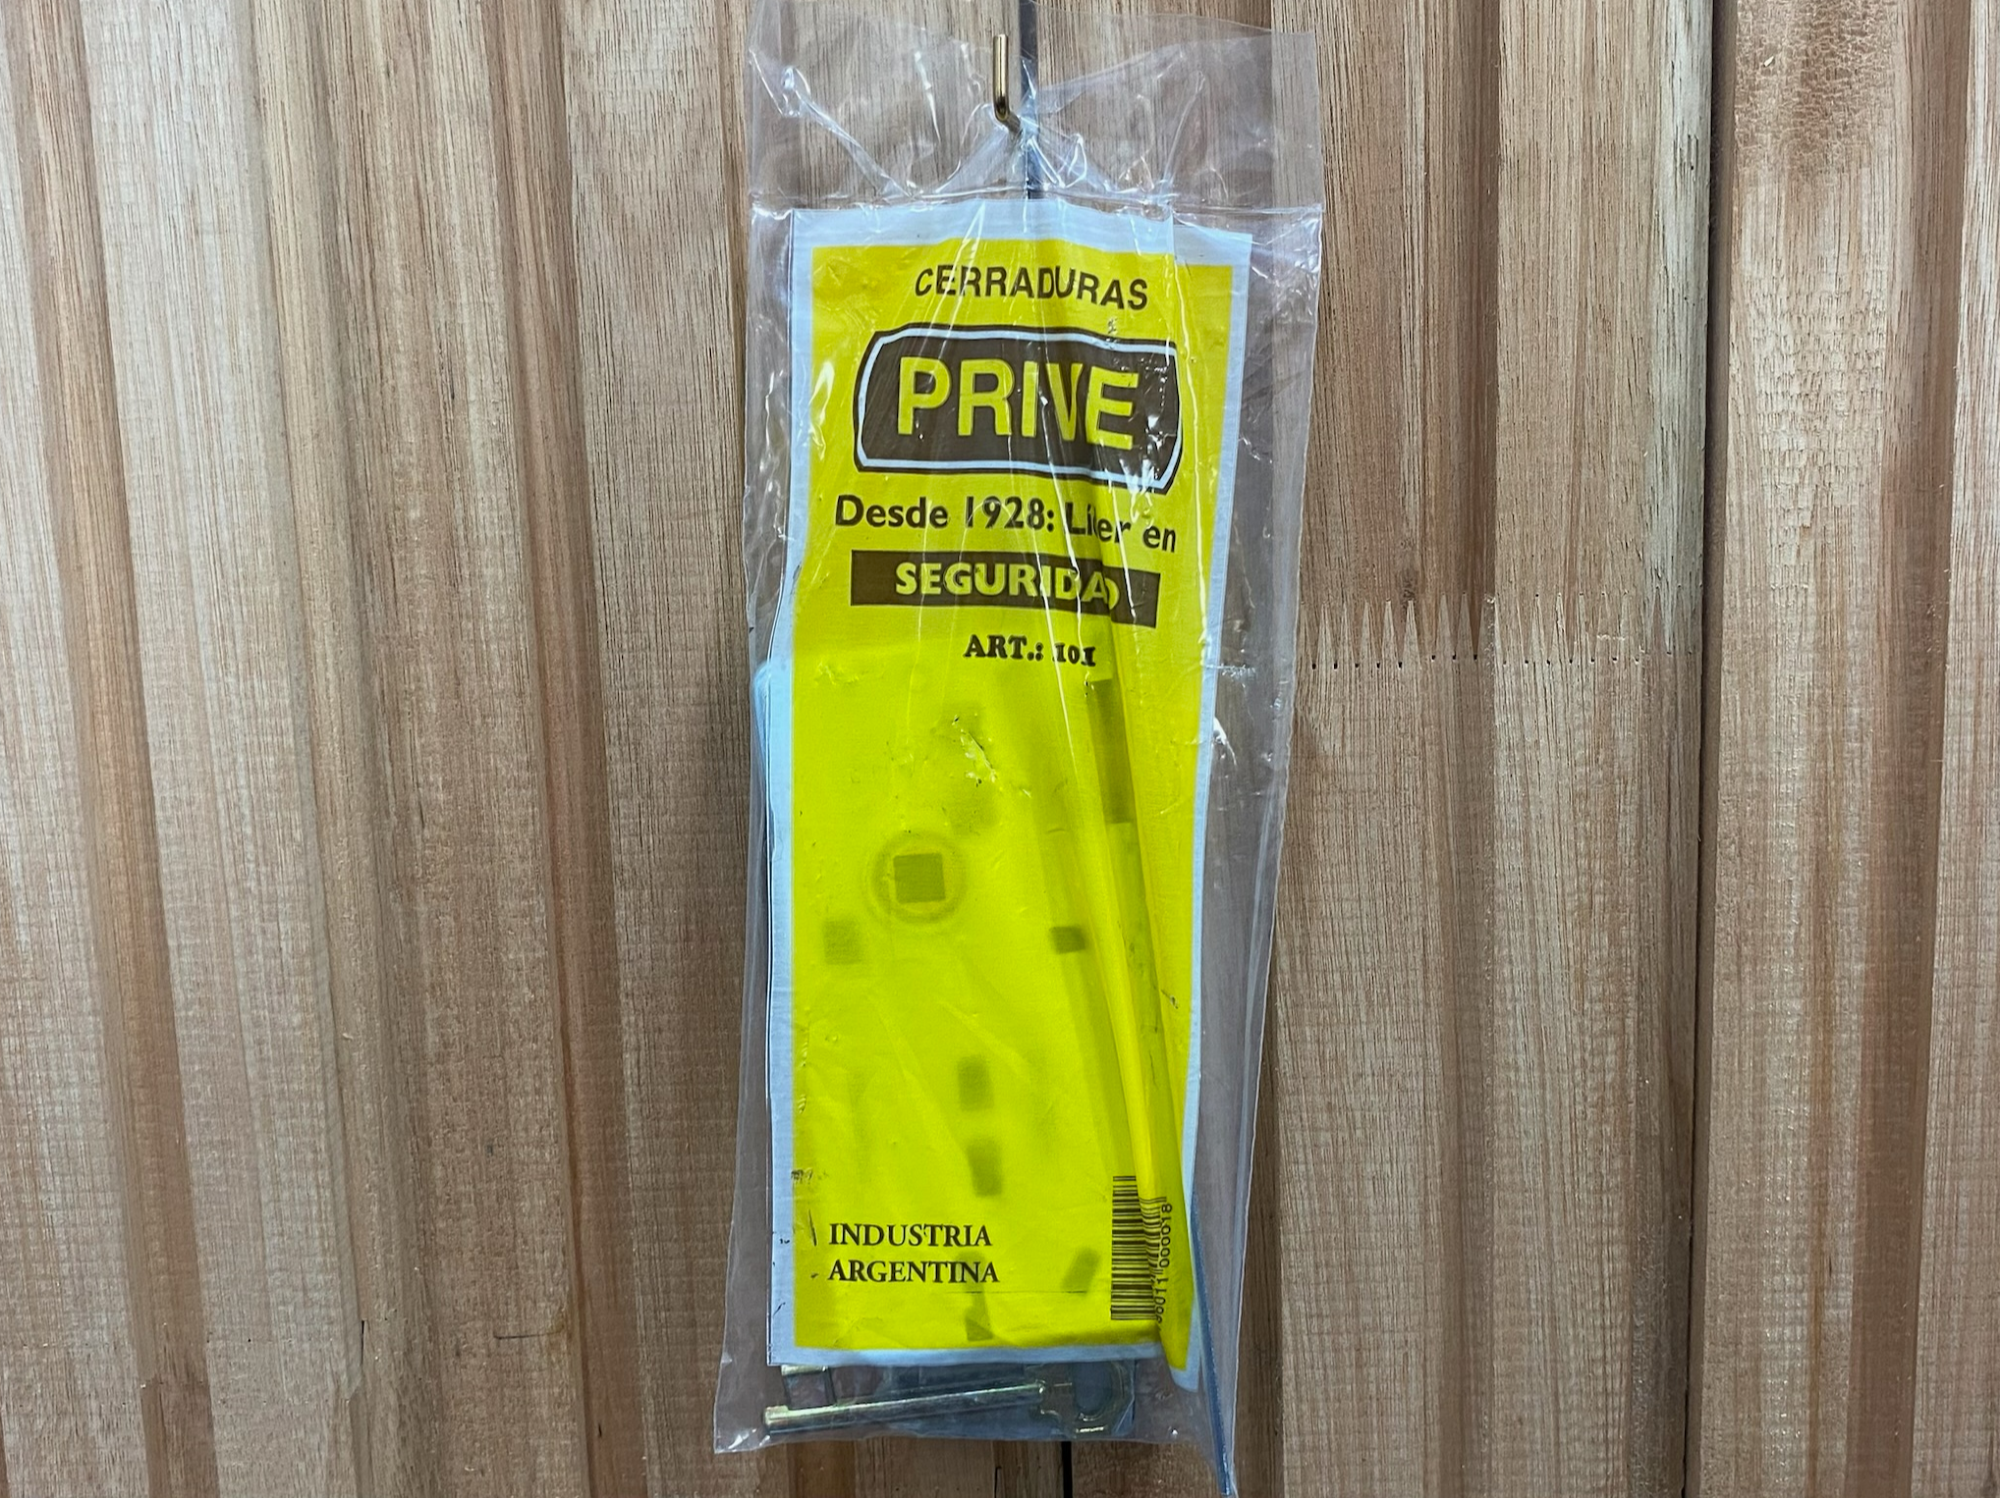 CERRADURAS
PRIVE
Desde 1928: Líder en
SEGURIDAD
ART.: 101
INDUSTRIA
ARGENTINA